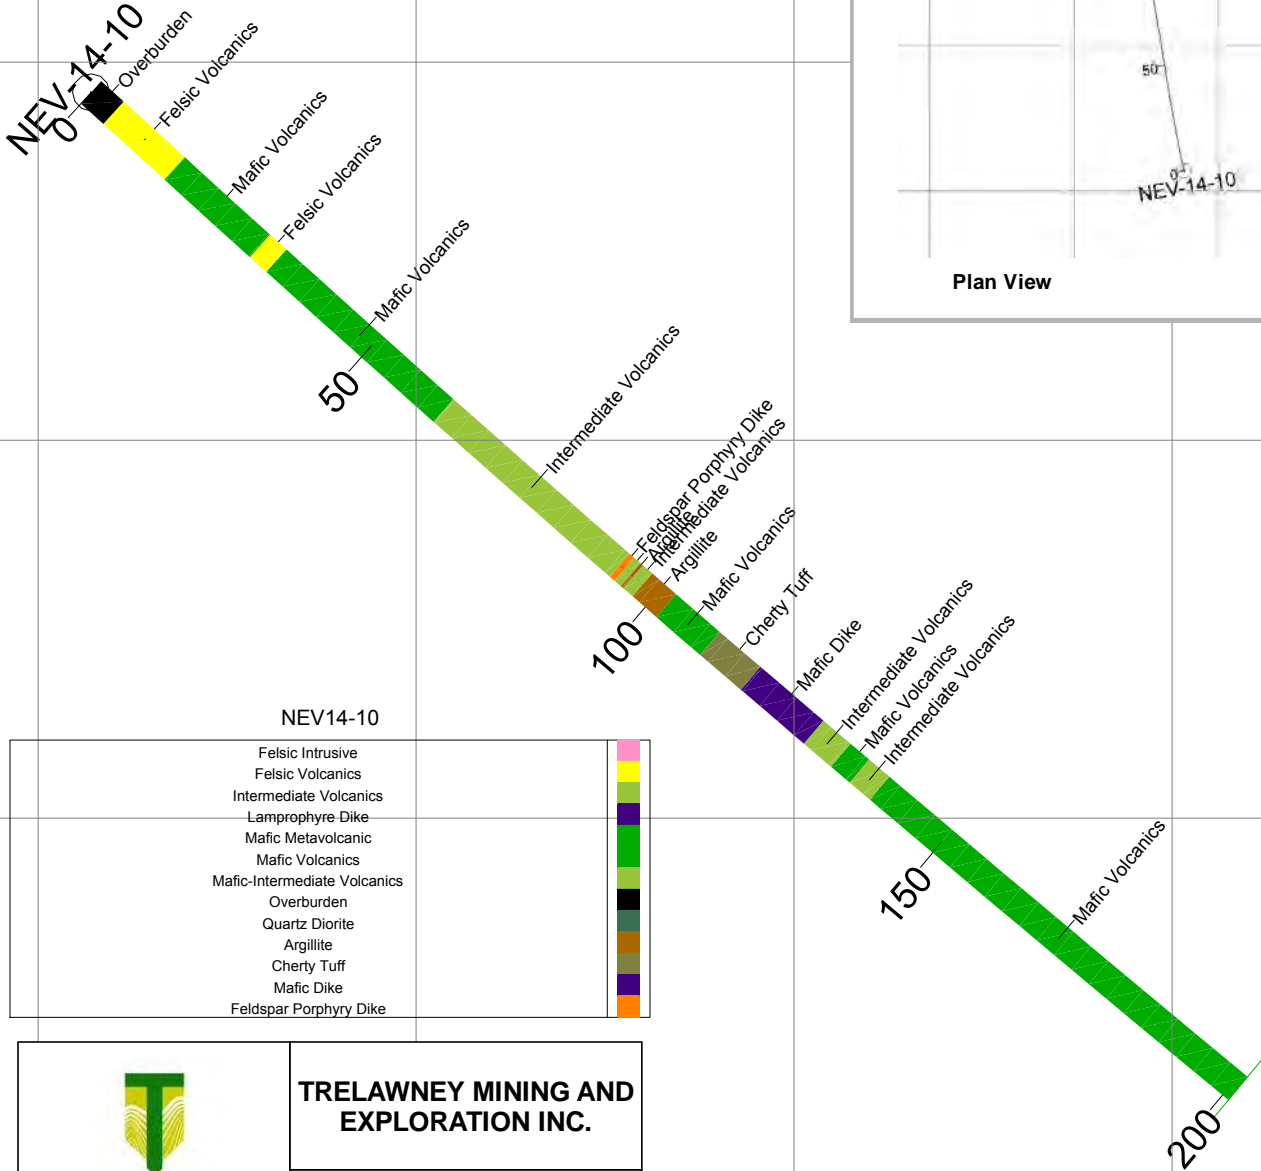 NEV-14-10
0
Overburden
Felsic Volcanics
Mafic Volcanics
Felsic Volcanics
Mafic Volcanics
50
Intermediate Volcanics
Feldspar Porphyry Dike
Argillite
Intermediate Volcanics
Argillite
100
Mafic Volcanics
Cherty Tuff
Mafic Dike
Intermediate Volcanics
Mafic Volcanics
Intermediate Volcanics
150
Mafic Volcanics
200
50
0
NEV-14-10
Plan View
NEV14-10
Felsic Intrusive
Felsic Volcanics
Intermediate Volcanics
Lamprophyre Dike
Mafic Metavolcanic
Mafic Volcanics
Mafic-Intermediate Volcanics
Overburden
Quartz Diorite
Argillite
Cherty Tuff
Mafic Dike
Feldspar Porphyry Dike
TRELAWNEY MINING AND
EXPLORATION INC.